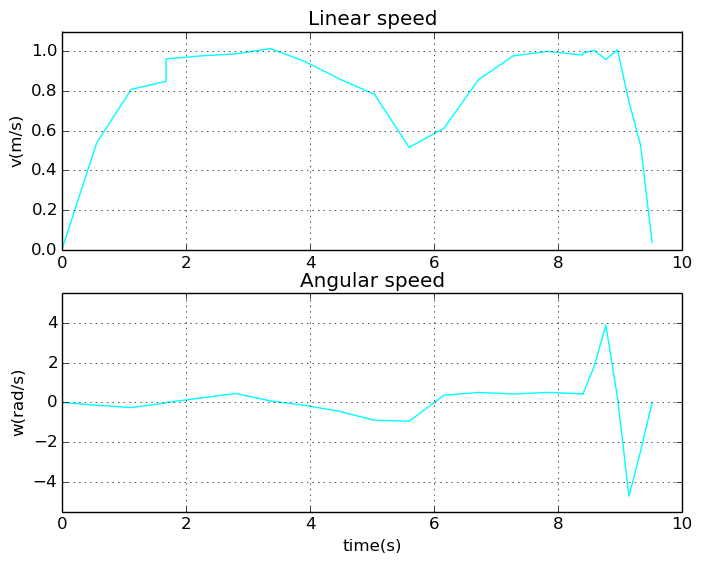 Linear speed
v(m/s)
1.0
0.8
0.6
0.4
0.2
0.0
0 2 4 6 8 10
Angular speed
w(rad/s)
4
2
0
−2
−4
0 2 4 6 8 10
time(s)